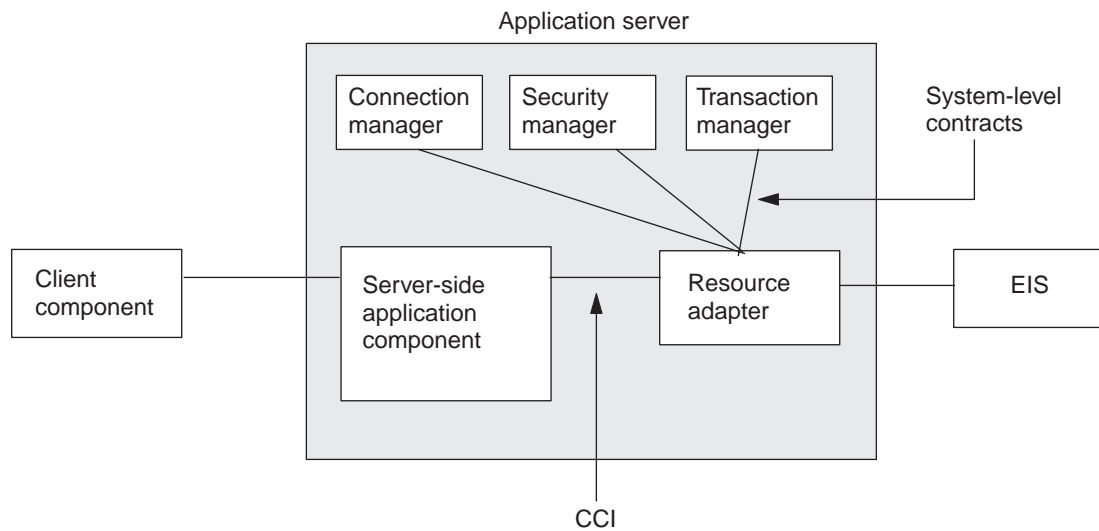 Application server
Connection
manager
Security
manager
Transaction
manager
System-level
contracts
Client
component
Server-side
application
component
Resource
adapter
EIS
CCI